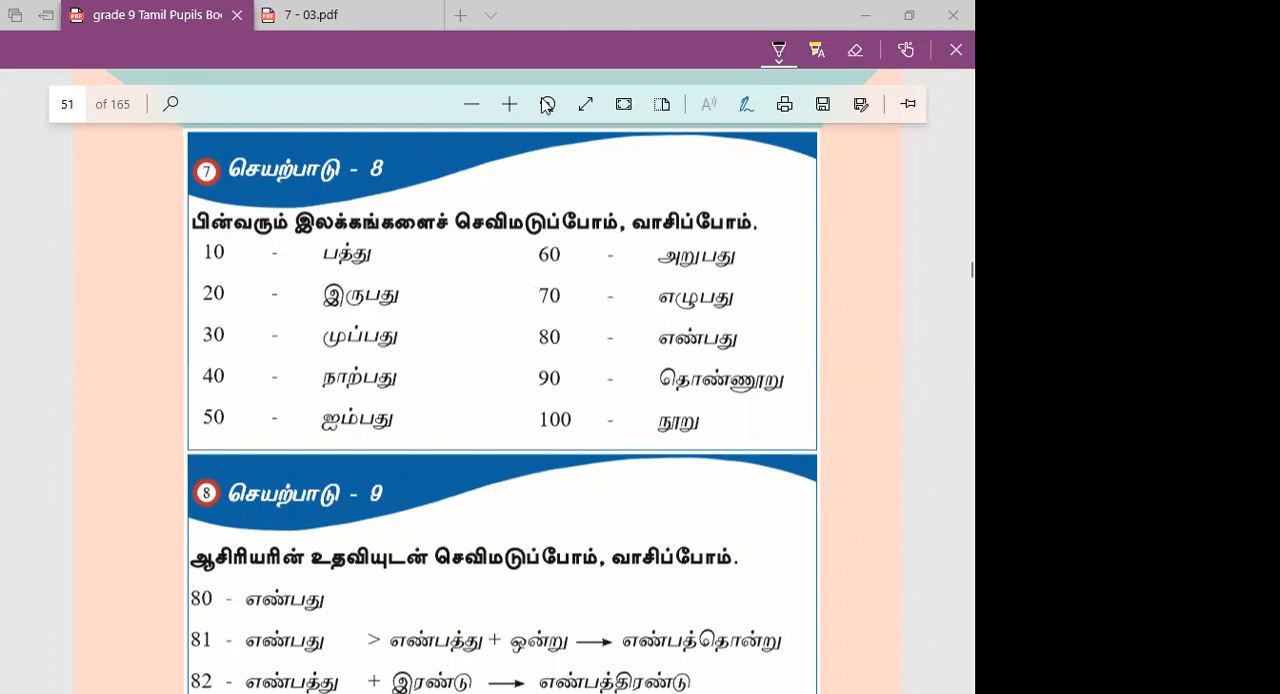 grade 9 Tamil Pupils Boo
7 - 03.pdf
51 of 165
7 செயற்பாடு - 8
பின்வரும் இலக்கங்களைச் செவிமடுப்போம், வாசிப்போம்.
10 - பத்து 60 - அறுபது
20 - இருபது 70 - எழுபது
30 - முப்பது 80 - எண்பது
40 - நாற்பது 90 - தொண்ணூறு
50 - ஐம்பது 100 - நூறு
8 செயற்பாடு - 9
ஆசிரியரின் உதவியுடன் செவிமடுப்போம், வாசிப்போம்.
80 - எண்பது
81 - எண்பது > எண்பத்து + ஒன்று → எண்பத்தொன்று
82 - எண்பத்து + இரண்டு → எண்பத்திரண்டு